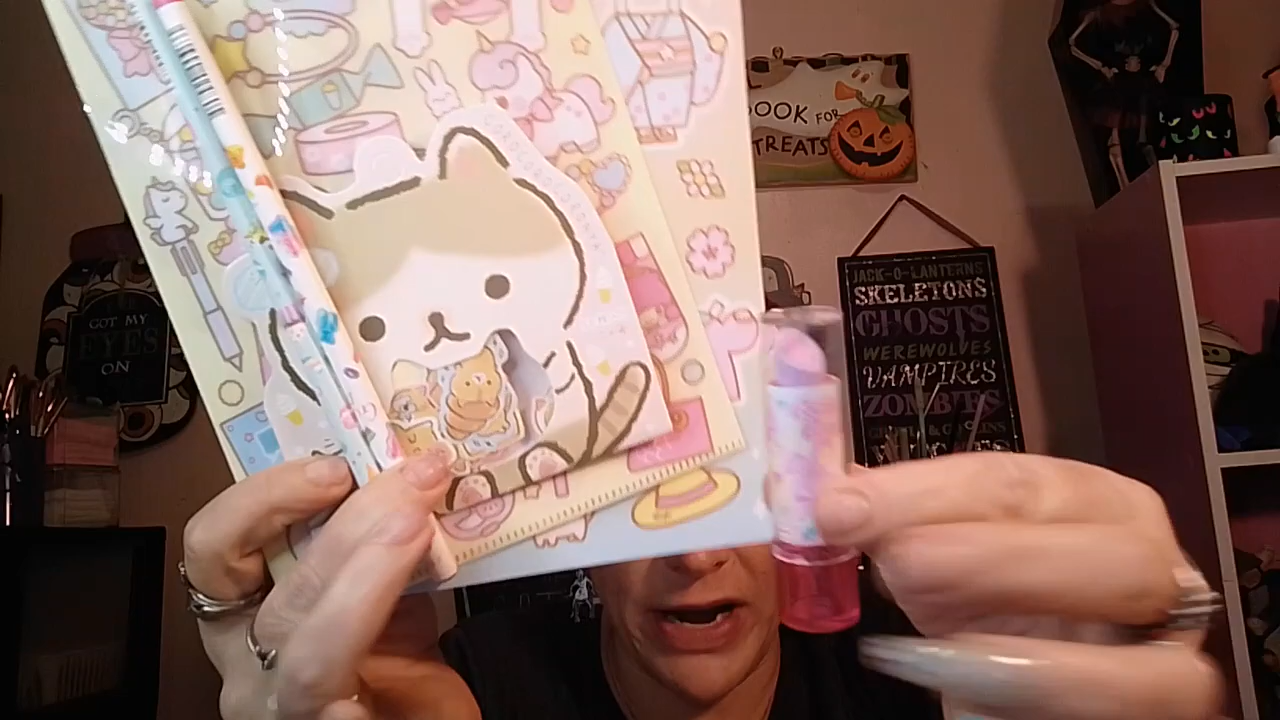 OOK FOR
TREATS
GOT MY
EYES
ON
JACK-O-LANTERNS
SKELETONS
GHOSTS
WEREWOLVES
VAMPIRES
ZOMBIES